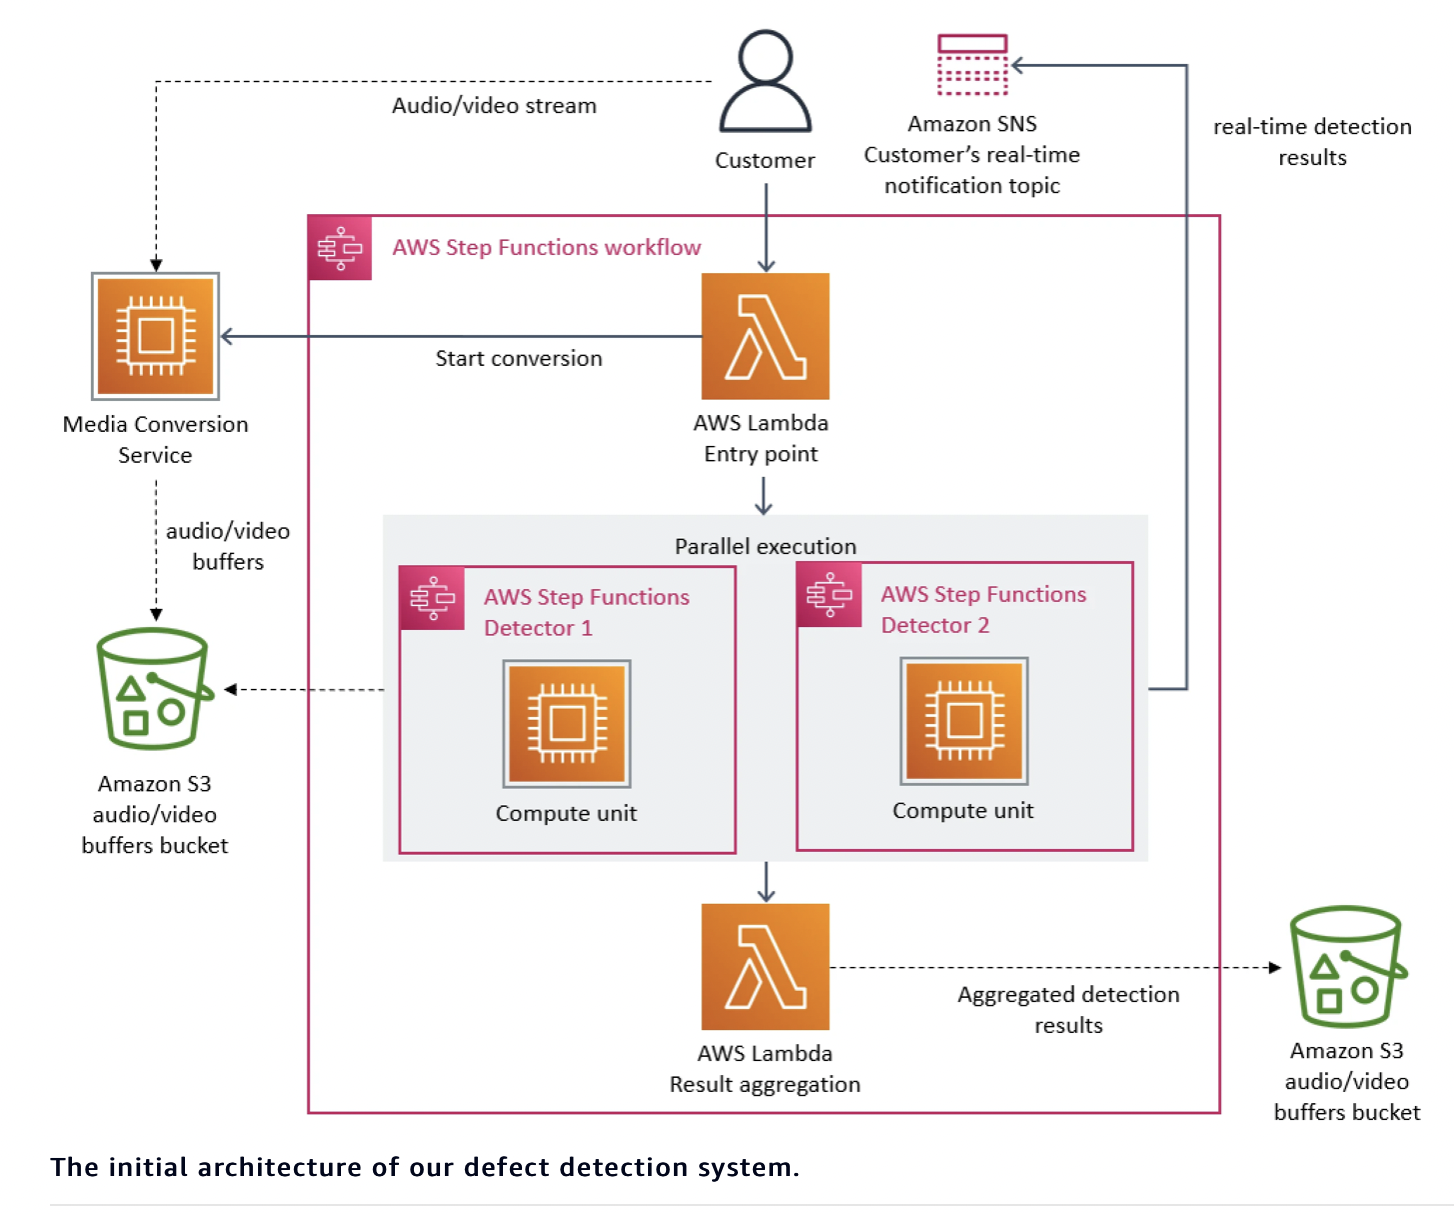 Audio/video stream
Customer
Amazon SNS
Customer’s real-time
notification topic
real-time detection
results
AWS Step Functions workflow
Start conversion
Media Conversion
Service
AWS Lambda
Entry point
audio/video
buffers
Parallel execution
AWS Step Functions
Detector 1
Compute unit
AWS Step Functions
Detector 2
Compute unit
Amazon S3
audio/video
buffers bucket
AWS Lambda
Result aggregation
Aggregated detection
results
Amazon S3
audio/video
buffers bucket
The initial architecture of our defect detection system.